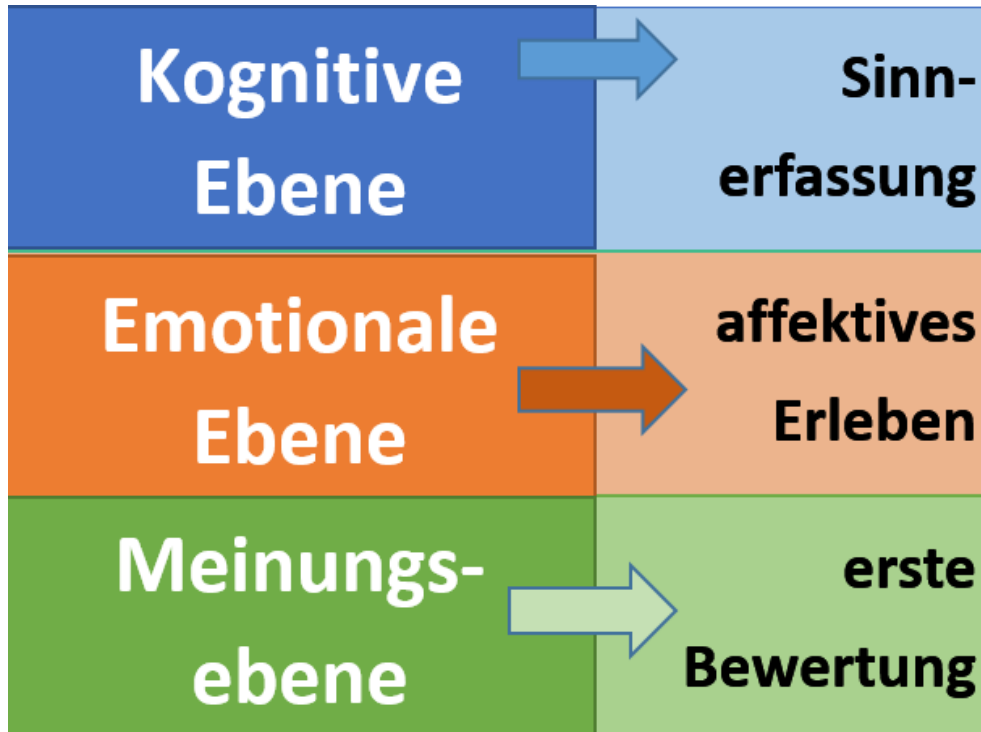 Kognitive
Ebene
Sinn-
erfassung
Emotionale
Ebene
affektives
Erleben
Meinungs-
ebene
erste
Bewertung